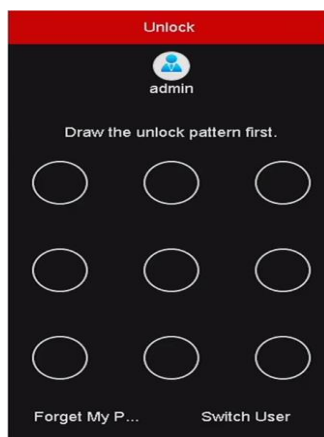 Unlock
admin
Draw the unlock pattern first.
Forget My P... Switch User